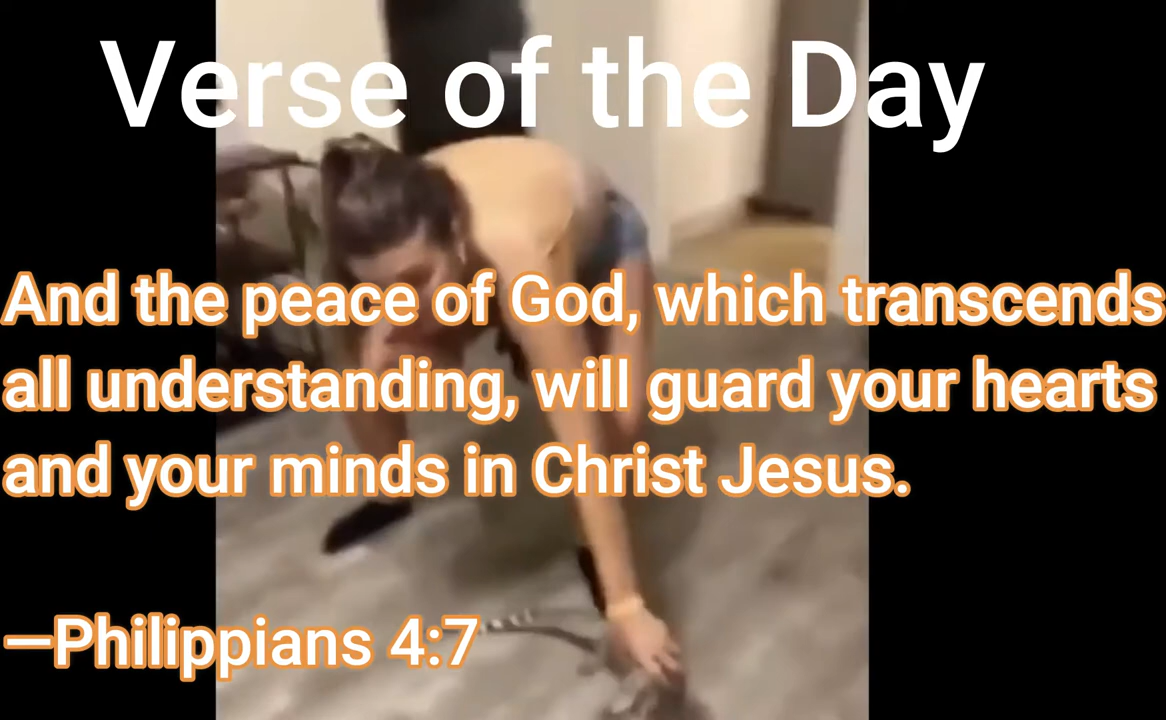 Verse of the Day
And the peace of God, which transcends
all understanding, will guard your hearts
and your minds in Christ Jesus.
—Philippians 4:7